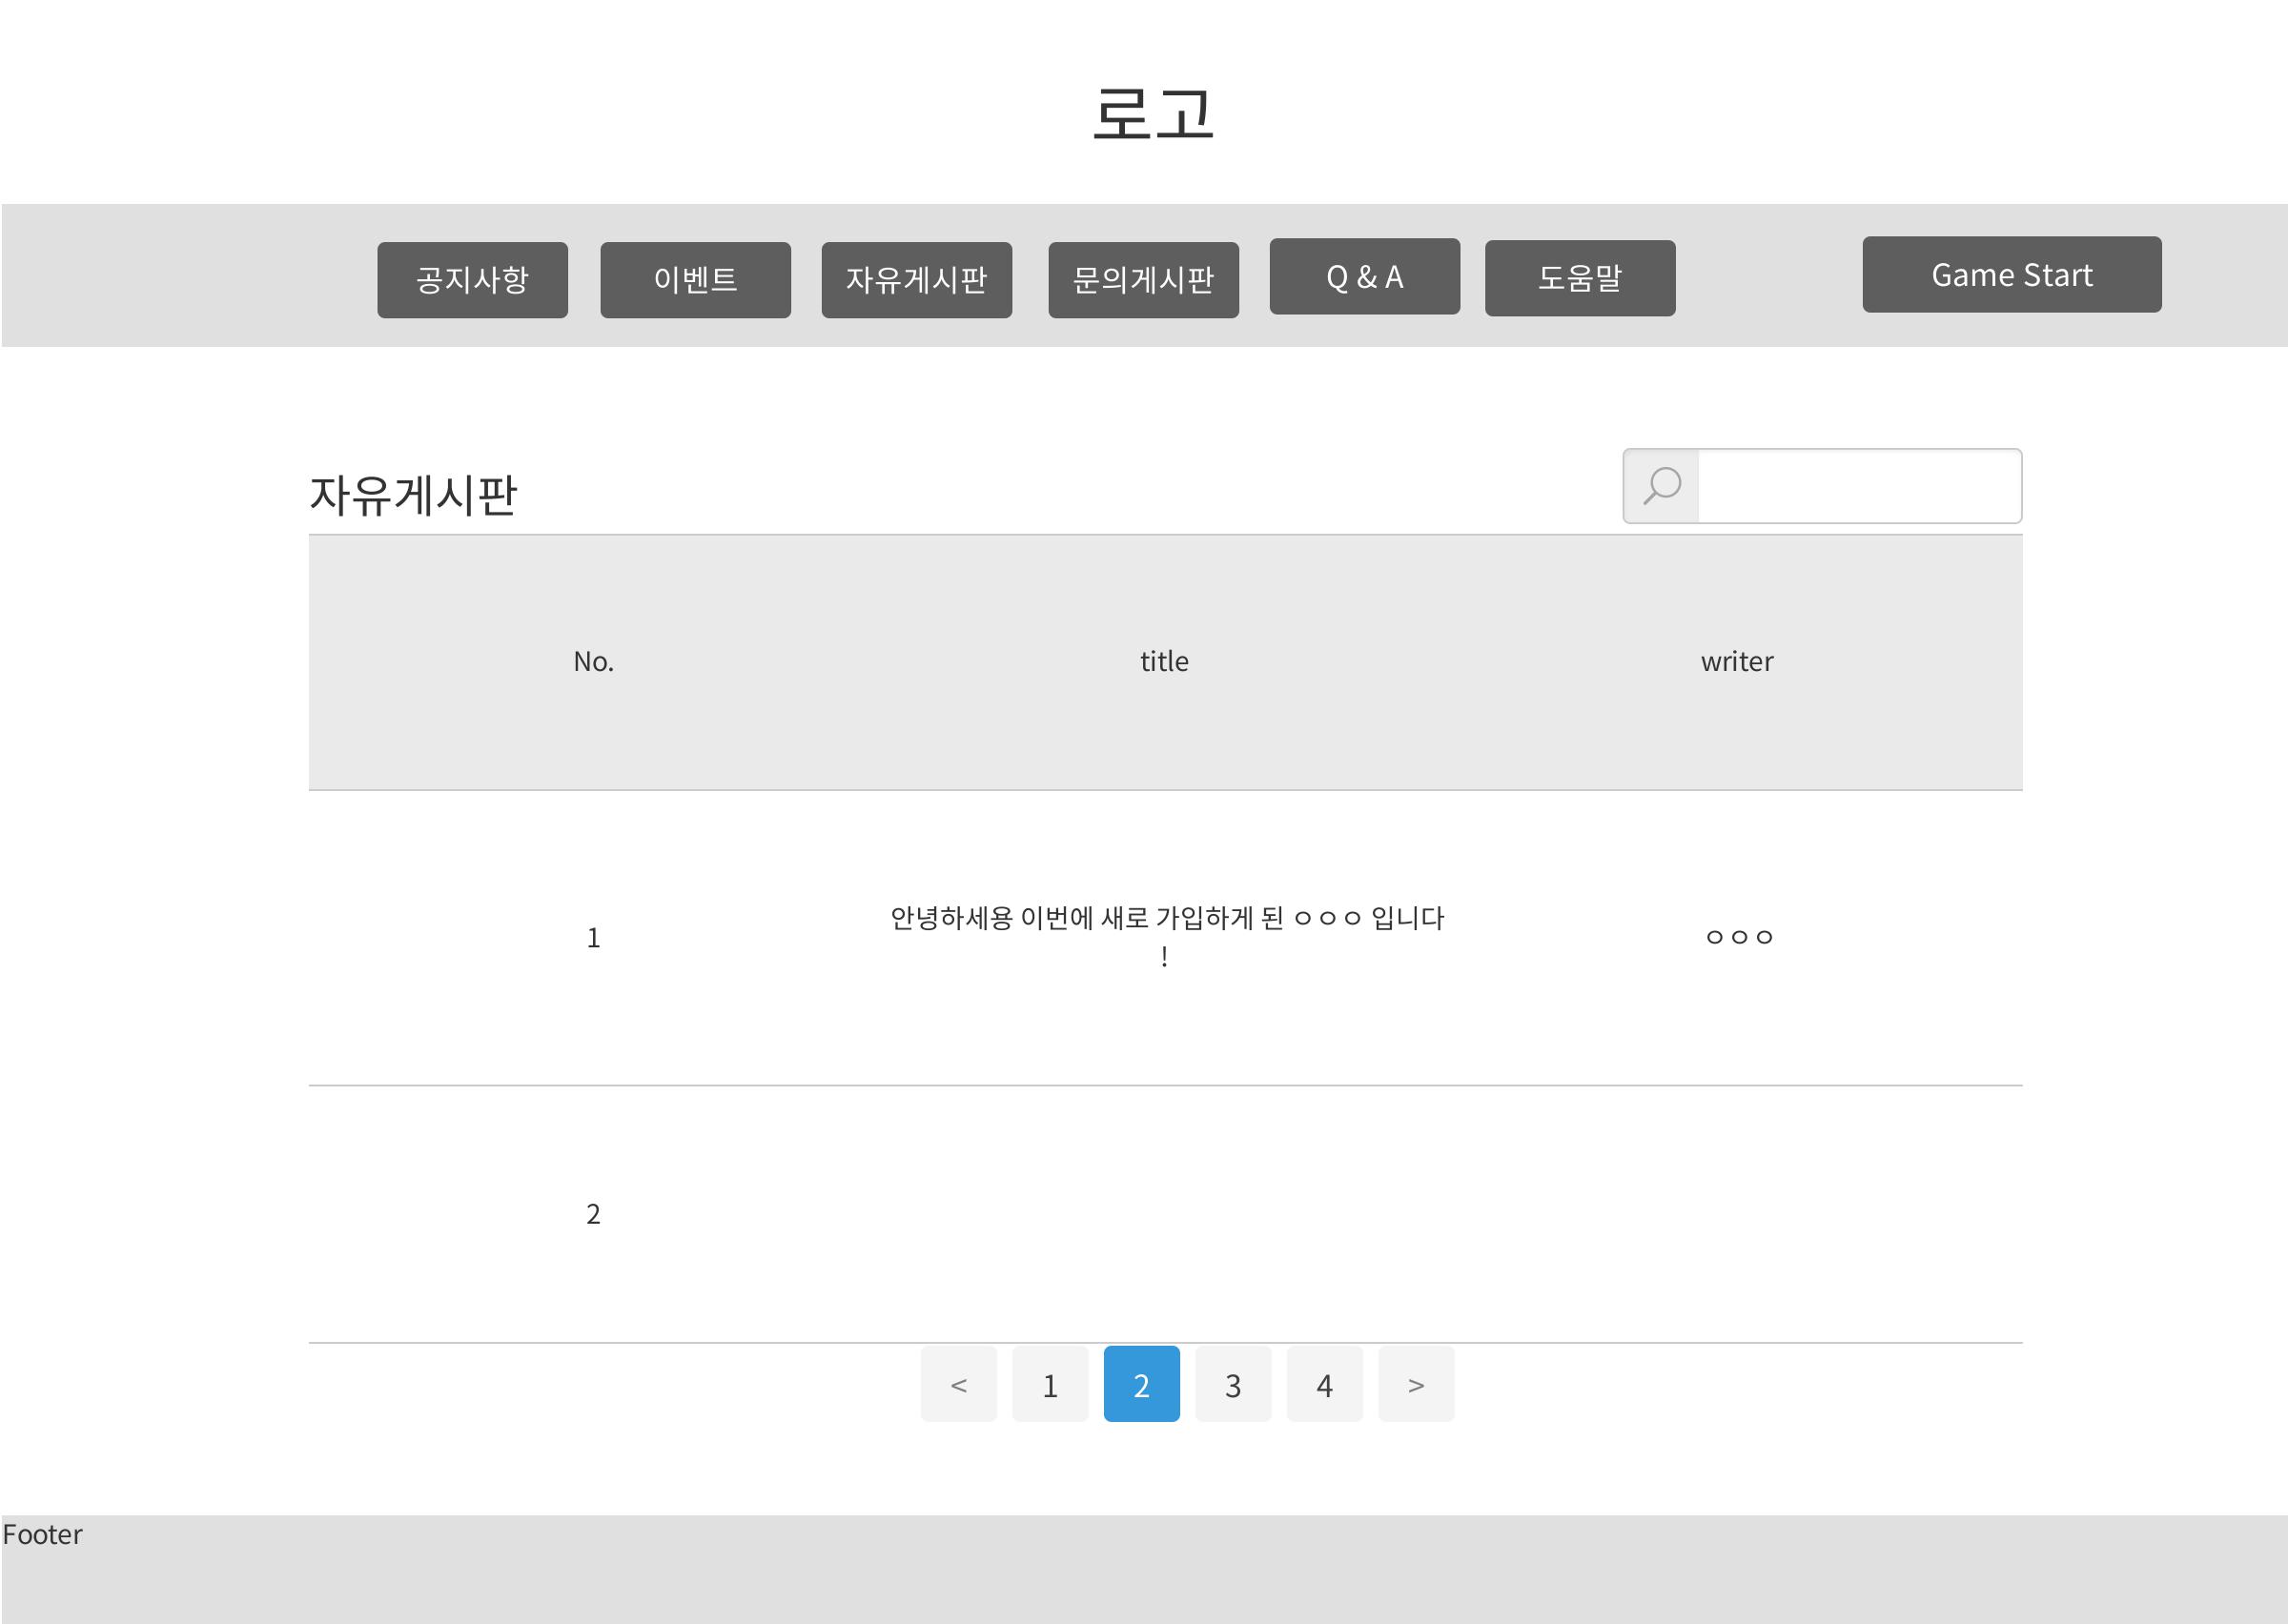 로고
공지사항
이벤트
자유게시판
문의게시판
Q & A
도움말
Game Start
자유게시판
No. title writer
1 안녕하세용 이번에 새로 가입하게 된 ㅇㅇㅇ 입니다 ㅇㅇㅇ
!
2
< 1 2 3 4 >
Footer